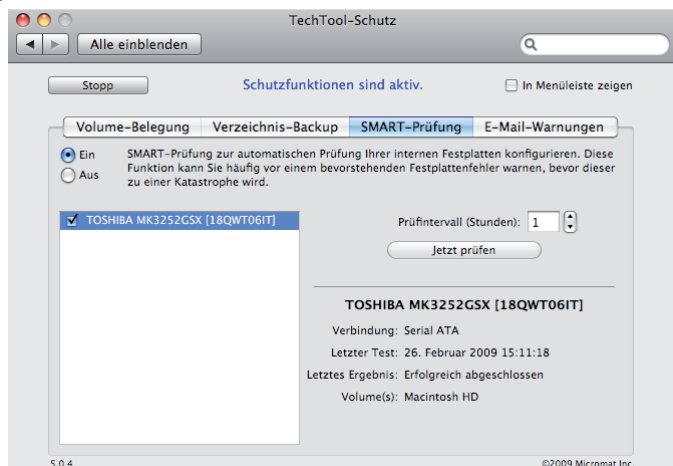 TechTool-Schutz
Alle einblenden
Stopp
Schutzfunktionen sind aktiv.
In Menüleiste zeigen
Volume-Belegung
Verzeichnis-Backup
SMART-Prüfung
E-Mail-Warnungen
Ein
Aus
SMART-Prüfung zur automatischen Prüfung Ihrer internen Festplatten konfigurieren. Diese
Funktion kann Sie häufig vor einem bevorstehenden Festplattenfehler warnen, bevor dieser
zu einer Katastrophe wird.
TOSHIBA MK3252GSX [18QWT06IT]
Prüfintervall (Stunden): 1
Jetzt prüfen
TOSHIBA MK3252GSX [18QWT06IT]
Verbindung: Serial ATA
Letzter Test: 26. Februar 2009 15:11:18
Letztes Ergebnis: Erfolgreich abgeschlossen
Volume(s): Macintosh HD
5.0.4
©2009 Micromat Inc.